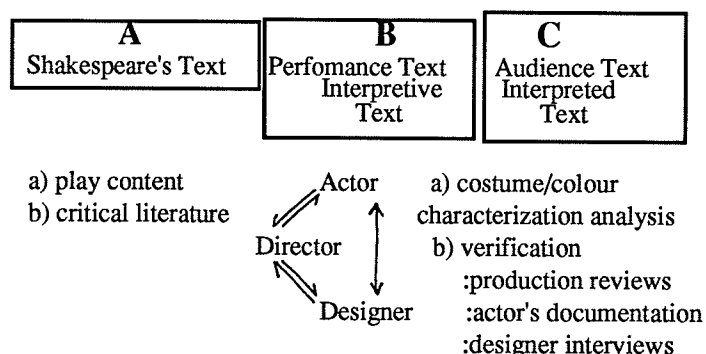 A
Shakespeare's Text
B
Perfomance Text
Interpretive
Text
C
Audience Text
Interpreted
Text
a) play content
b) critical literature
Actor
Director
Designer
a) costume/colour
characterization analysis
b) verification
:production reviews
:actor's documentation
:designer interviews